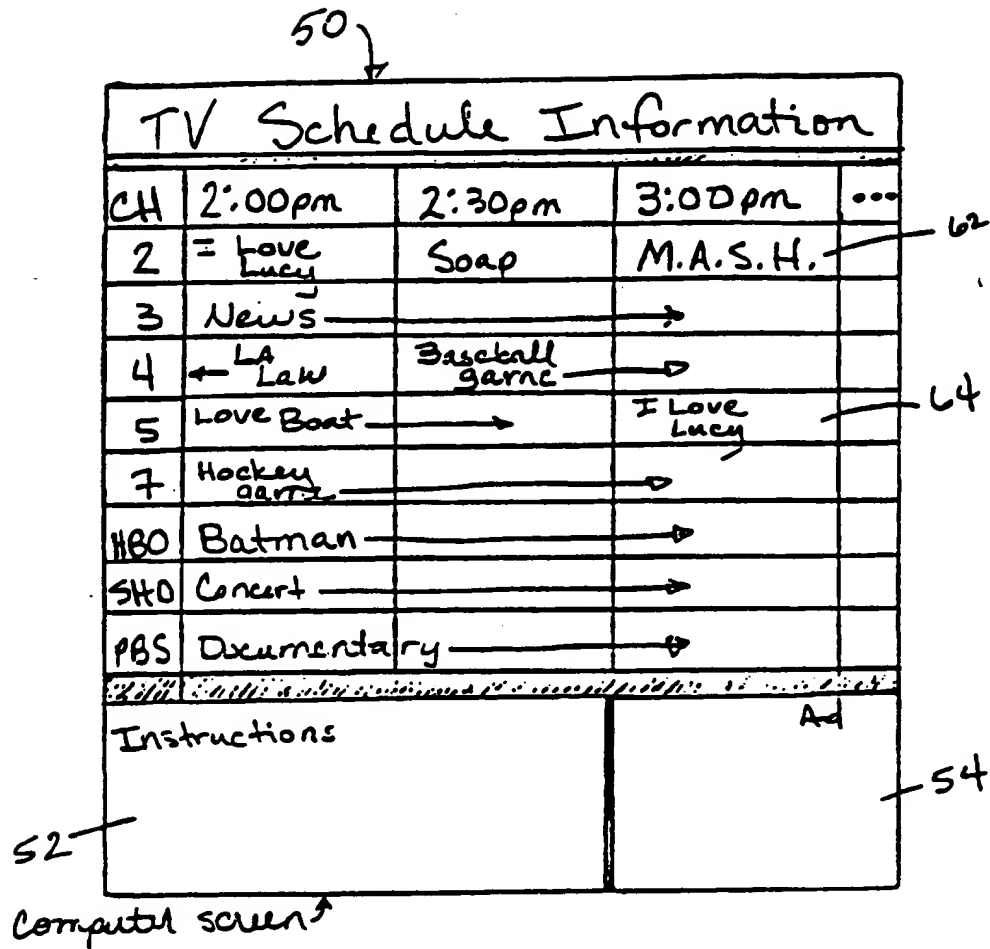 50
TV Schedule Information
CH 2:00pm 2:30pm 3:00pm ...
2 I Love Lucy Soap M.A.S.H. 62
3 News
4 LA Law Baseball game
5 Love Boat I Love Lucy 64
7 Hockey game
HBO Batman
SHO Concert
PBS Documentary
Instructions Ad
54
52
Computer screen